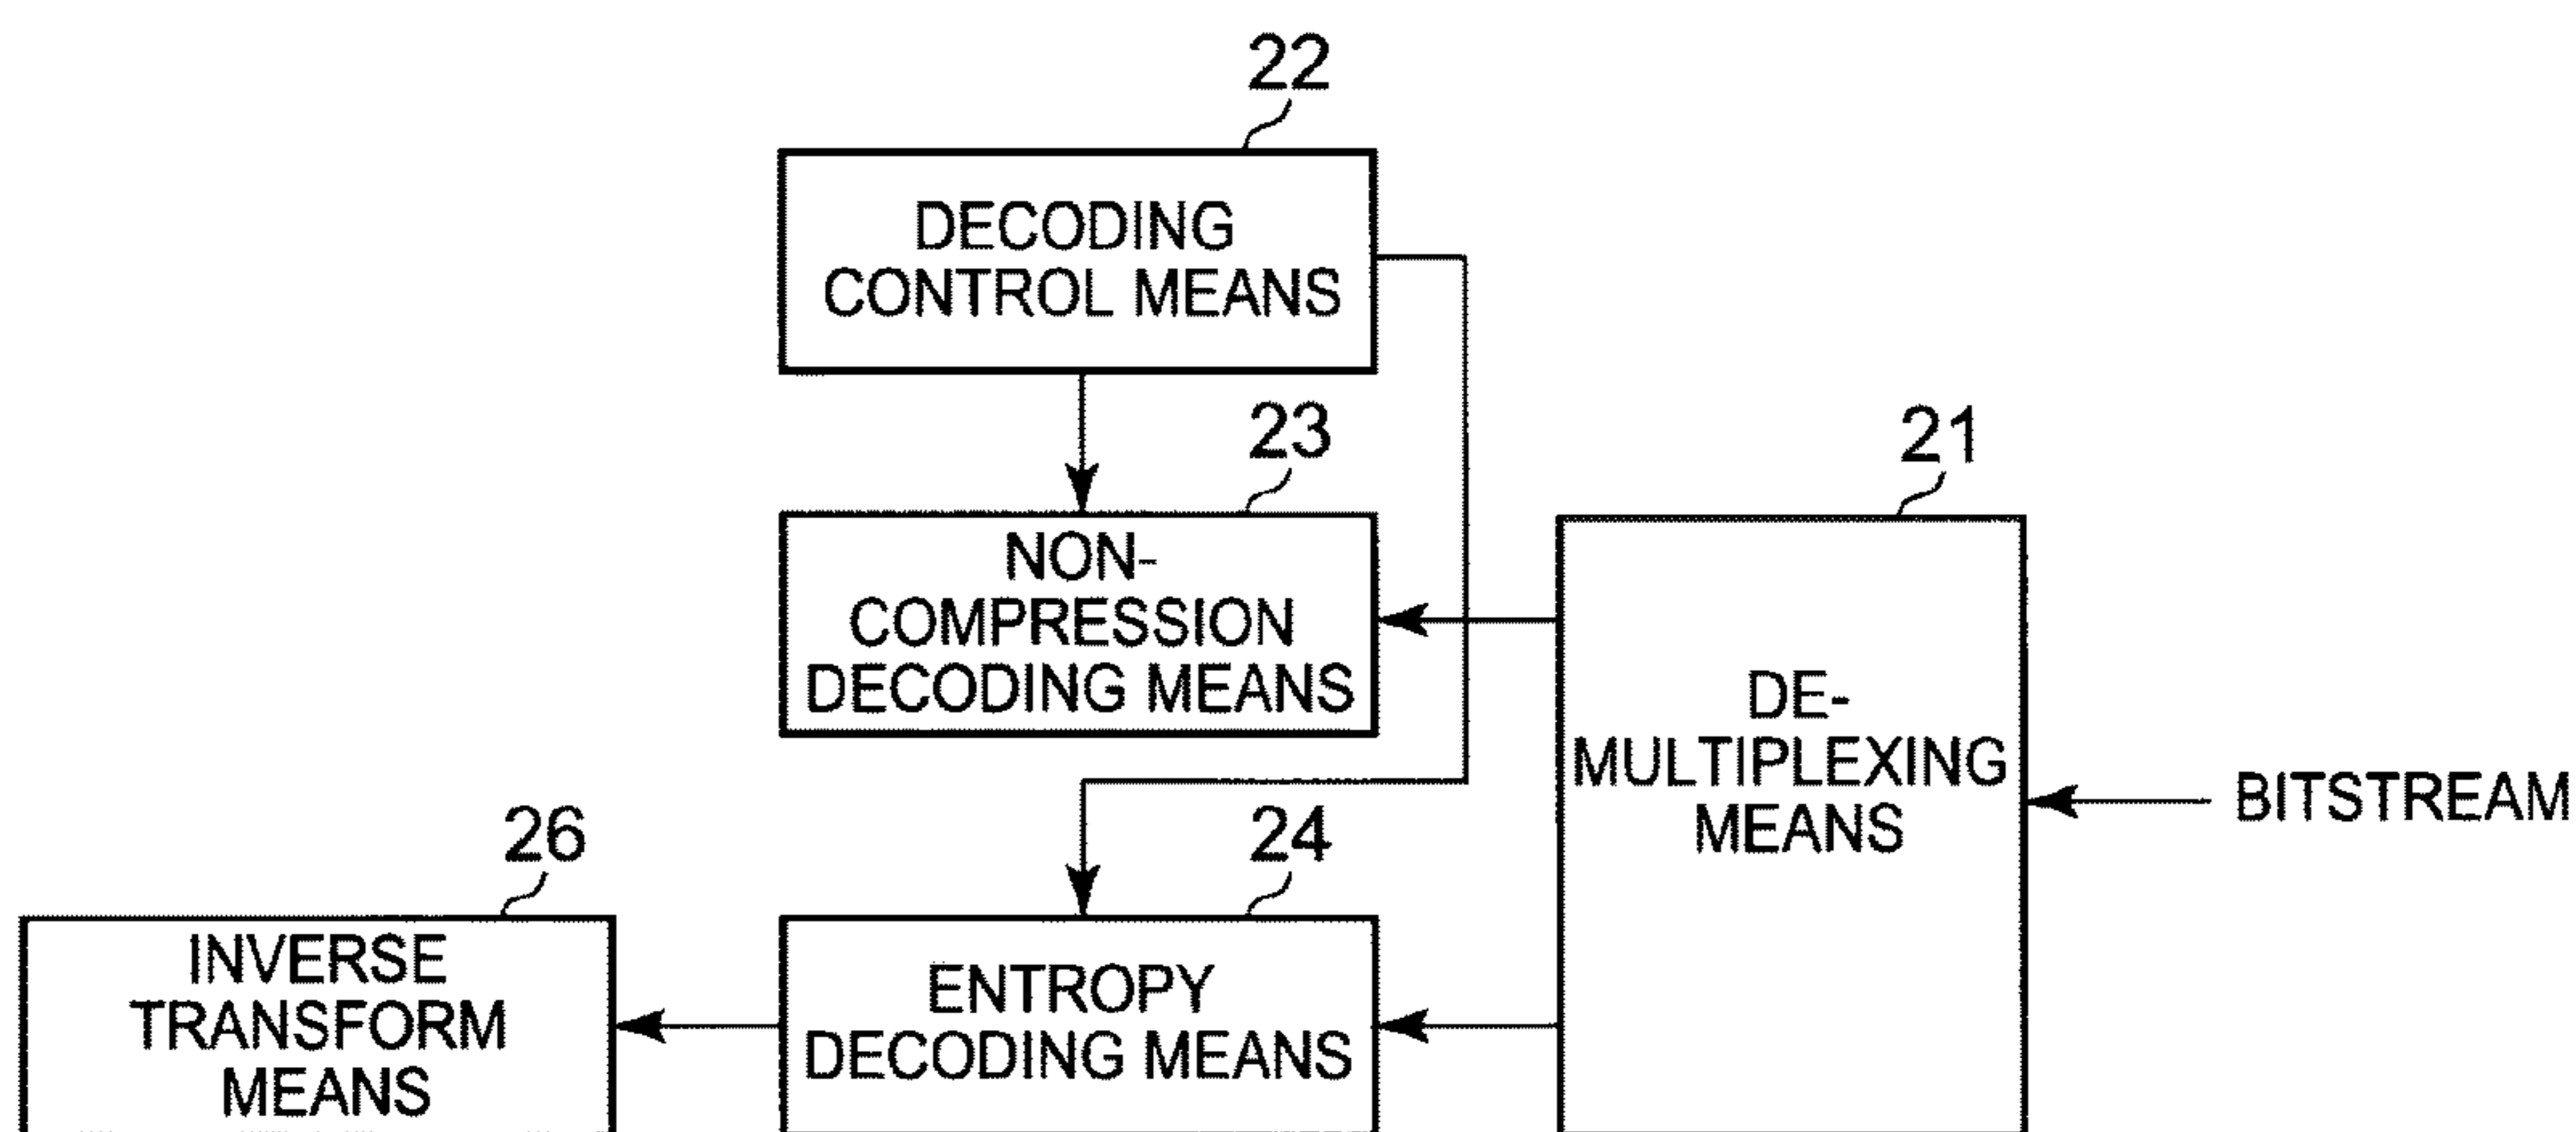 22
DECODING
CONTROL MEANS
23
NON-
COMPRESSION
DECODING MEANS
21
DE-
MULTIPLEXING
MEANS
BITSTREAM
26
INVERSE
TRANSFORM
MEANS
24
ENTROPY
DECODING MEANS